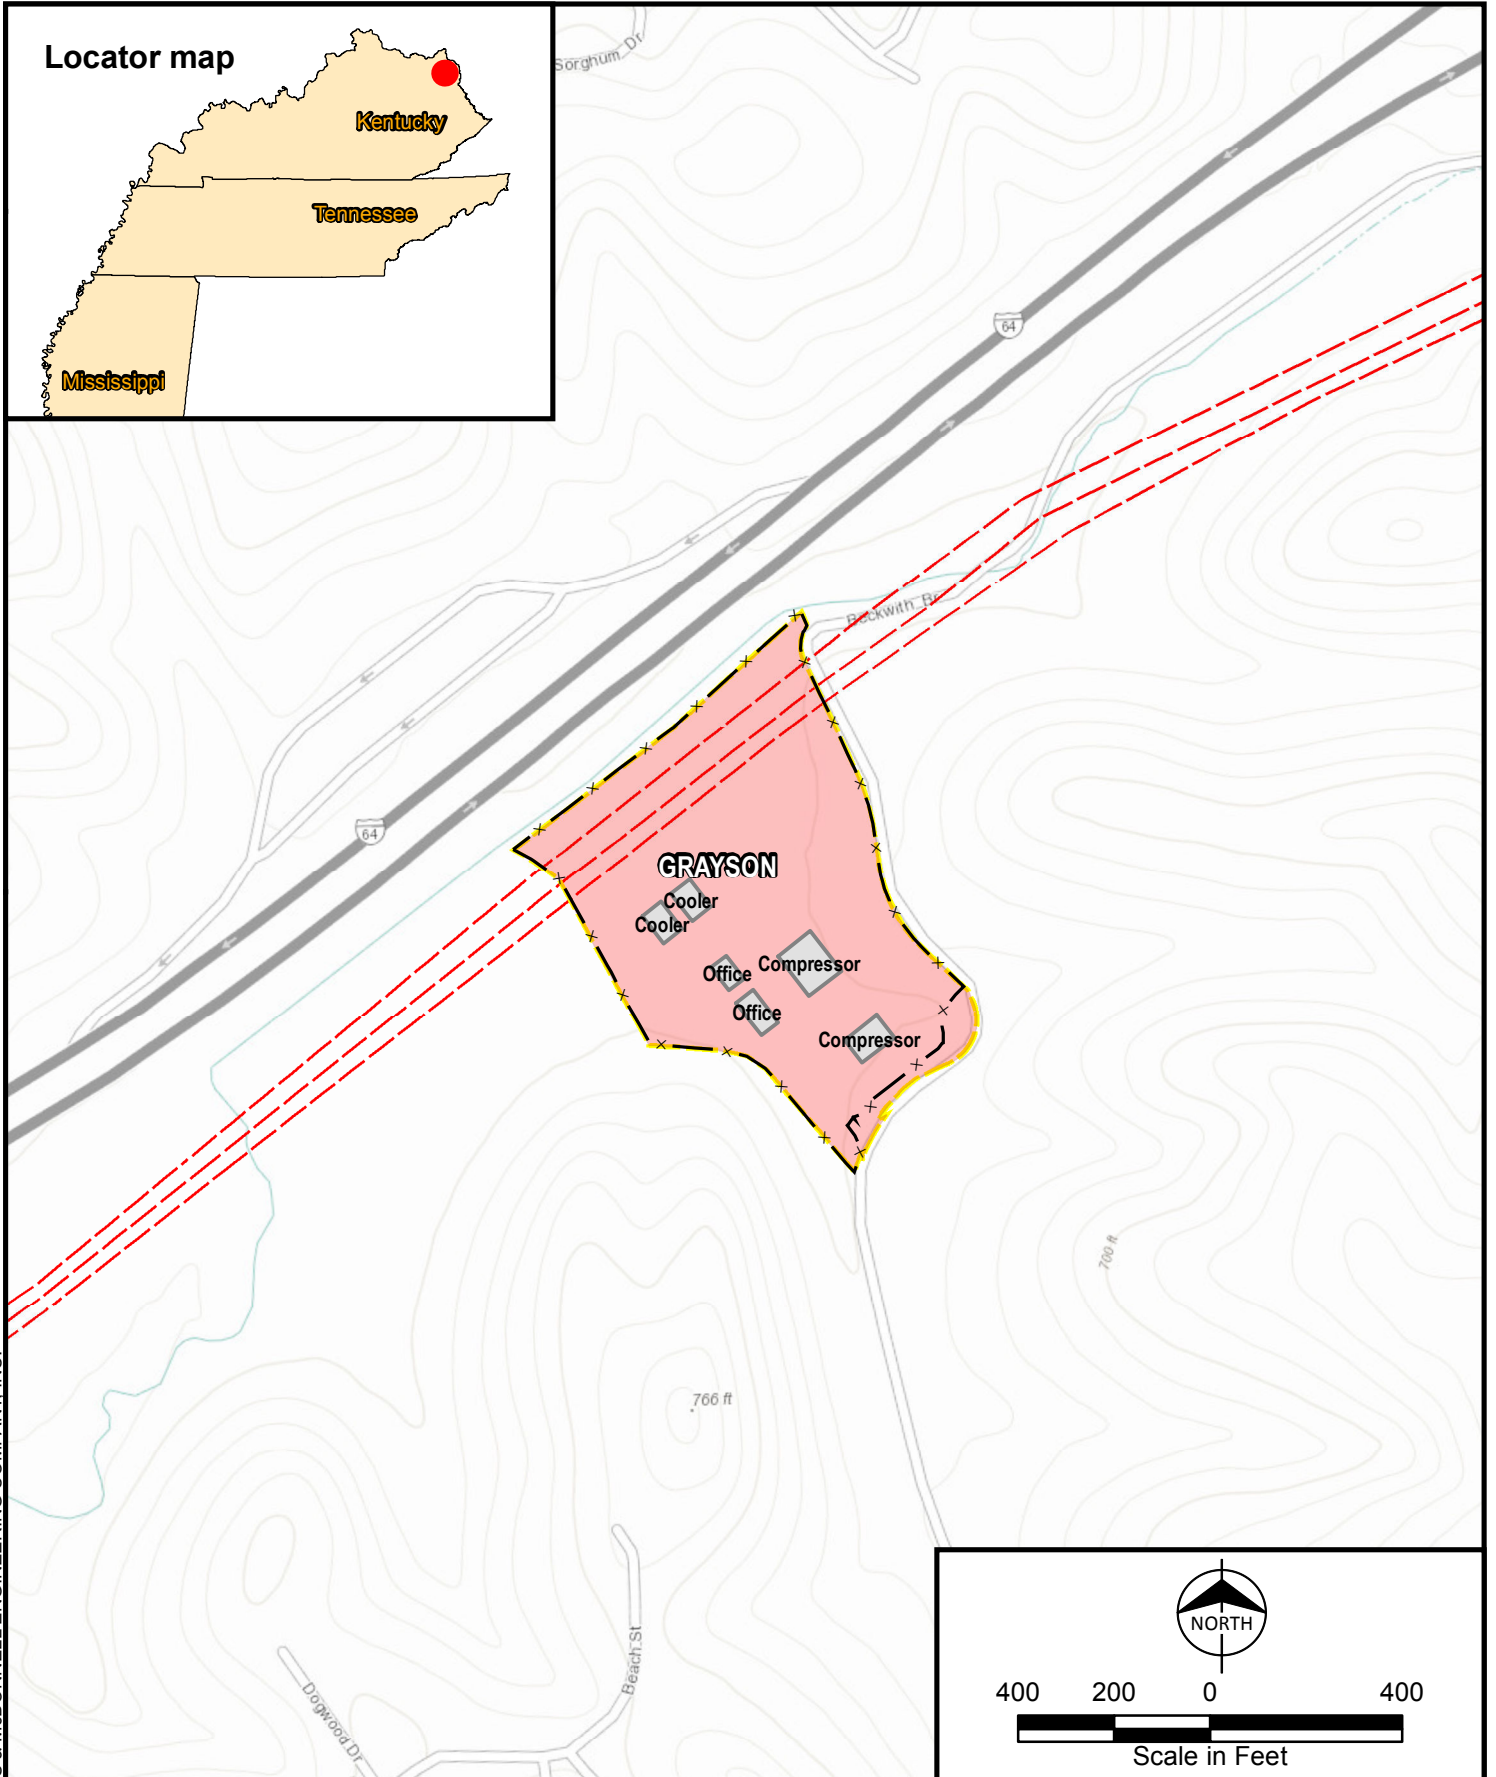 Locator map
Kentucky
Tennessee
Mississippi
Sorghum Dr
64
Beckwith Br
64
GRAYSON
Cooler
Cooler
Office
Compressor
Office
Compressor
700 ft
766 ft
Beach St
Dogwood Dr
NORTH
400 200 0 400
Scale in Feet